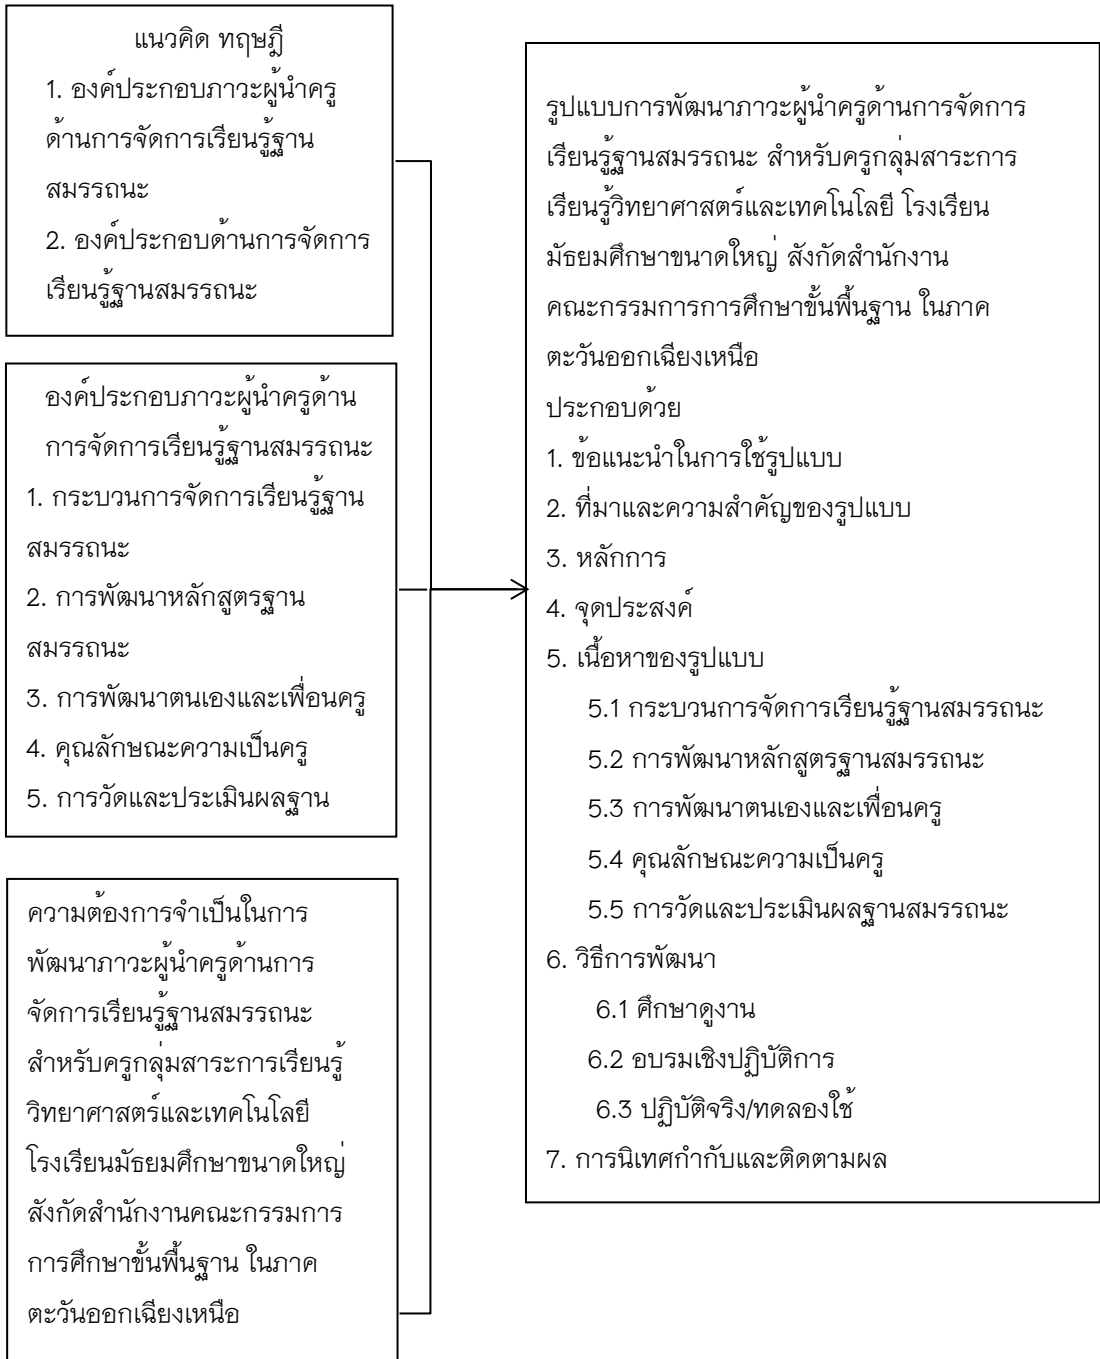 แนวคิด ทฤษฎี
1. องค์ประกอบภาวะผู้นำครู
ด้านการจัดการเรียนรู้ฐาน
สมรรถนะ
2. องค์ประกอบด้านการจัดการ
เรียนรู้ฐานสมรรถนะ
องค์ประกอบภาวะผู้นำครูด้าน
การจัดการเรียนรู้ฐานสมรรถนะ
1. กระบวนการจัดการเรียนรู้ฐาน
สมรรถนะ
2. การพัฒนาหลักสูตรฐาน
สมรรถนะ
3. การพัฒนาตนเองและเพื่อนครู
4. คุณลักษณะความเป็นครู
5. การวัดและประเมินผลฐาน
ความต้องการจำเป็นในการ
พัฒนาภาวะผู้นำครูด้านการ
จัดการเรียนรู้ฐานสมรรถนะ
สำหรับครูกลุ่มสาระการเรียนรู้
วิทยาศาสตร์และเทคโนโลยี
โรงเรียนมัธยมศึกษาขนาดใหญ่
สังกัดสำนักงานคณะกรรมการ
การศึกษาขั้นพื้นฐาน ในภาค
ตะวันออกเฉียงเหนือ
รูปแบบการพัฒนาภาวะผู้นำครูด้านการจัดการ
เรียนรู้ฐานสมรรถนะ สำหรับครูกลุ่มสาระการ
เรียนรู้วิทยาศาสตร์และเทคโนโลยี โรงเรียน
มัธยมศึกษาขนาดใหญ่ สังกัดสำนักงาน
คณะกรรมการการศึกษาขั้นพื้นฐาน ในภาค
ตะวันออกเฉียงเหนือ
ประกอบด้วย
1. ข้อแนะนำในการใช้รูปแบบ
2. ที่มาและความสำคัญของรูปแบบ
3. หลักการ
4. จุดประสงค์
5. เนื้อหาของรูปแบบ
5.1 กระบวนการจัดการเรียนรู้ฐานสมรรถนะ
5.2 การพัฒนาหลักสูตรฐานสมรรถนะ
5.3 การพัฒนาตนเองและเพื่อนครู
5.4 คุณลักษณะความเป็นครู
5.5 การวัดและประเมินผลฐานสมรรถนะ
6. วิธีการพัฒนา
6.1 ศึกษาดูงาน
6.2 อบรมเชิงปฏิบัติการ
6.3 ปฏิบัติจริง/ทดลองใช้
7. การนิเทศกำกับและติดตามผล